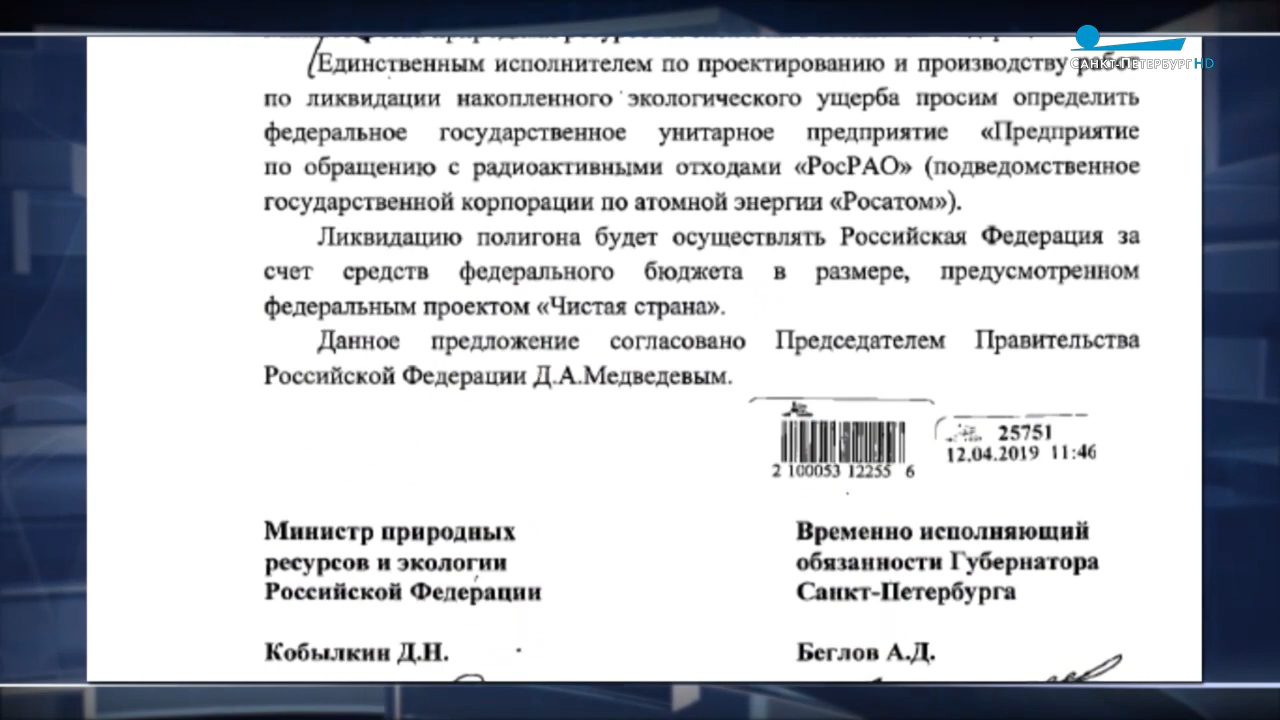 Единственным исполнителем по проектированию и производству работ
по ликвидации накопленного экологического ущерба просим определить
федеральное государственное унитарное предприятие «Предприятие
по обращению с радиоактивными отходами «РосРАО» (подведомственное
государственной корпорации по атомной энергии «Росатом»).
Ликвидацию полигона будет осуществлять Российская Федерация за
счет средств федерального бюджета в размере, предусмотренном
федеральным проектом «Чистая страна».
Данное предложение согласовано Председателем Правительства
Российской Федерации Д.А.Медведевым.
2 100053 12255 6
25751
12.04.2019 11:46
Министр природных
ресурсов и экологии
Российской Федерации
Кобылкин Д.Н.
Временно исполняющий
обязанности Губернатора
Санкт-Петербурга
Беглов А.Д.
САНКТ-ПЕТЕРБУРГ HD